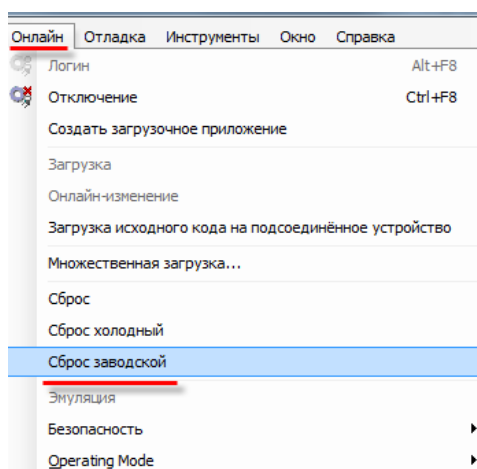 Онлайн Отладка Инструменты Окно Справка
Логин Alt+F8
Отключение Ctrl+F8
Создать загрузочное приложение
Загрузка
Онлайн-изменение
Загрузка исходного кода на подсоединённое устройство
Множественная загрузка...
Сброс
Сброс холодный
Сброс заводской
Эмуляция
Безопасность
Operating Mode